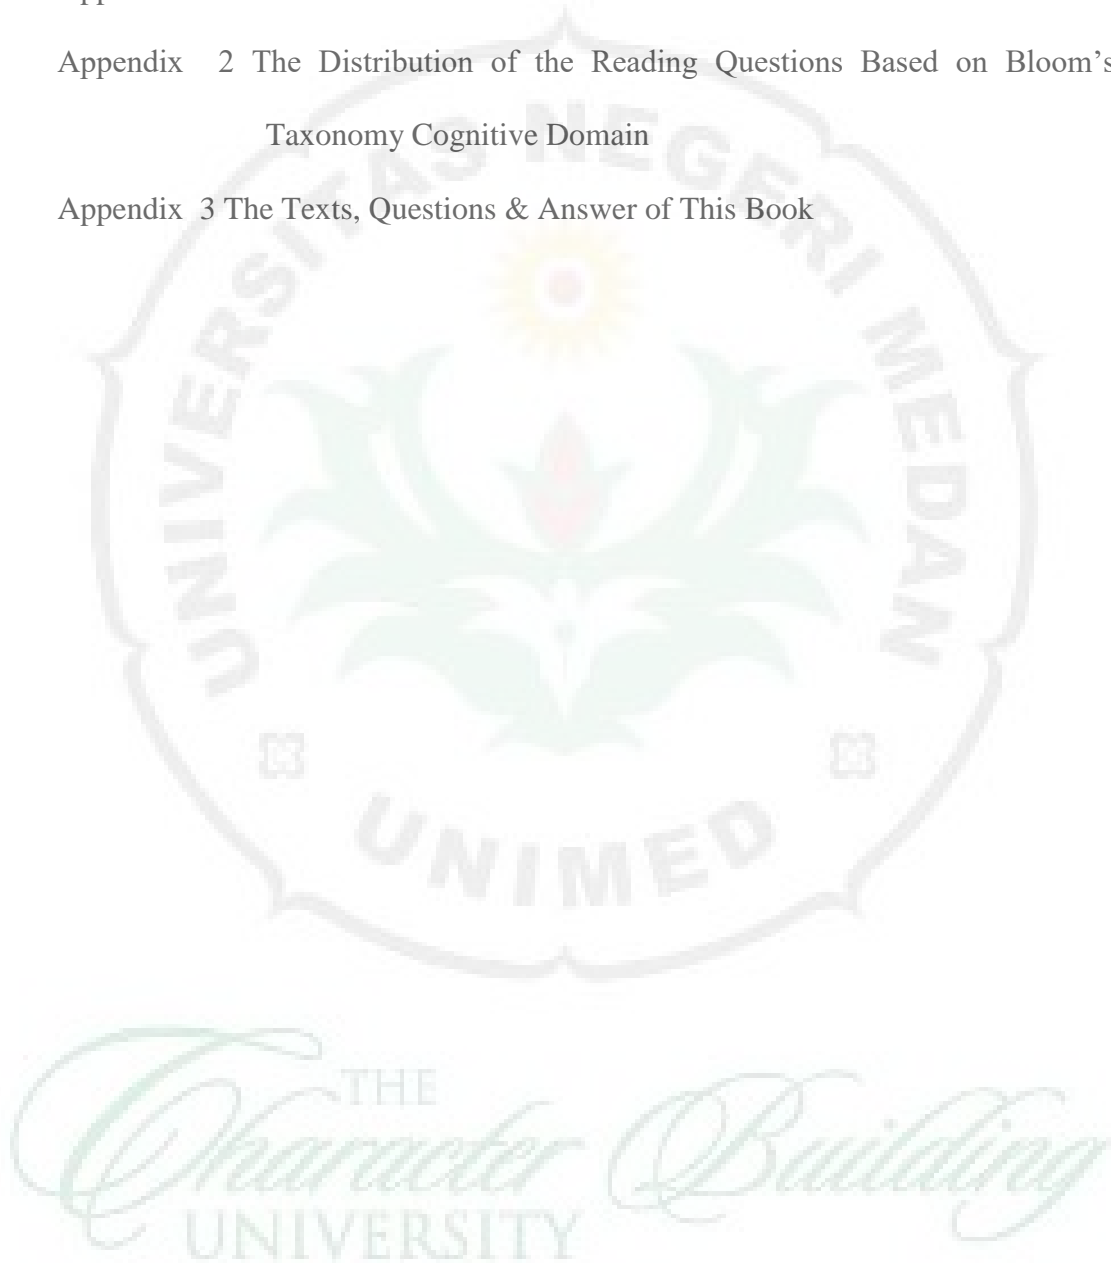 Appendix 2 The Distribution of the Reading Questions Based on Bloom's
Taxonomy Cognitive Domain
Appendix 3 The Texts, Questions & Answer of This Book
UNIVERSITAS NEGERI MEDAN
UNIMED
THE
Character Building
UNIVERSITY